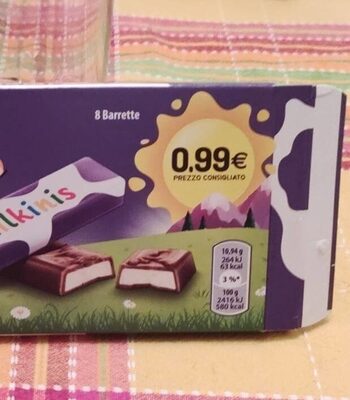 8 Barrette
0,99€
PREZZO CONSIGLIATO
lkinis
10,94 g
264 kJ
63 kcal
3 %*
100 g
2416 kJ
580 kcal